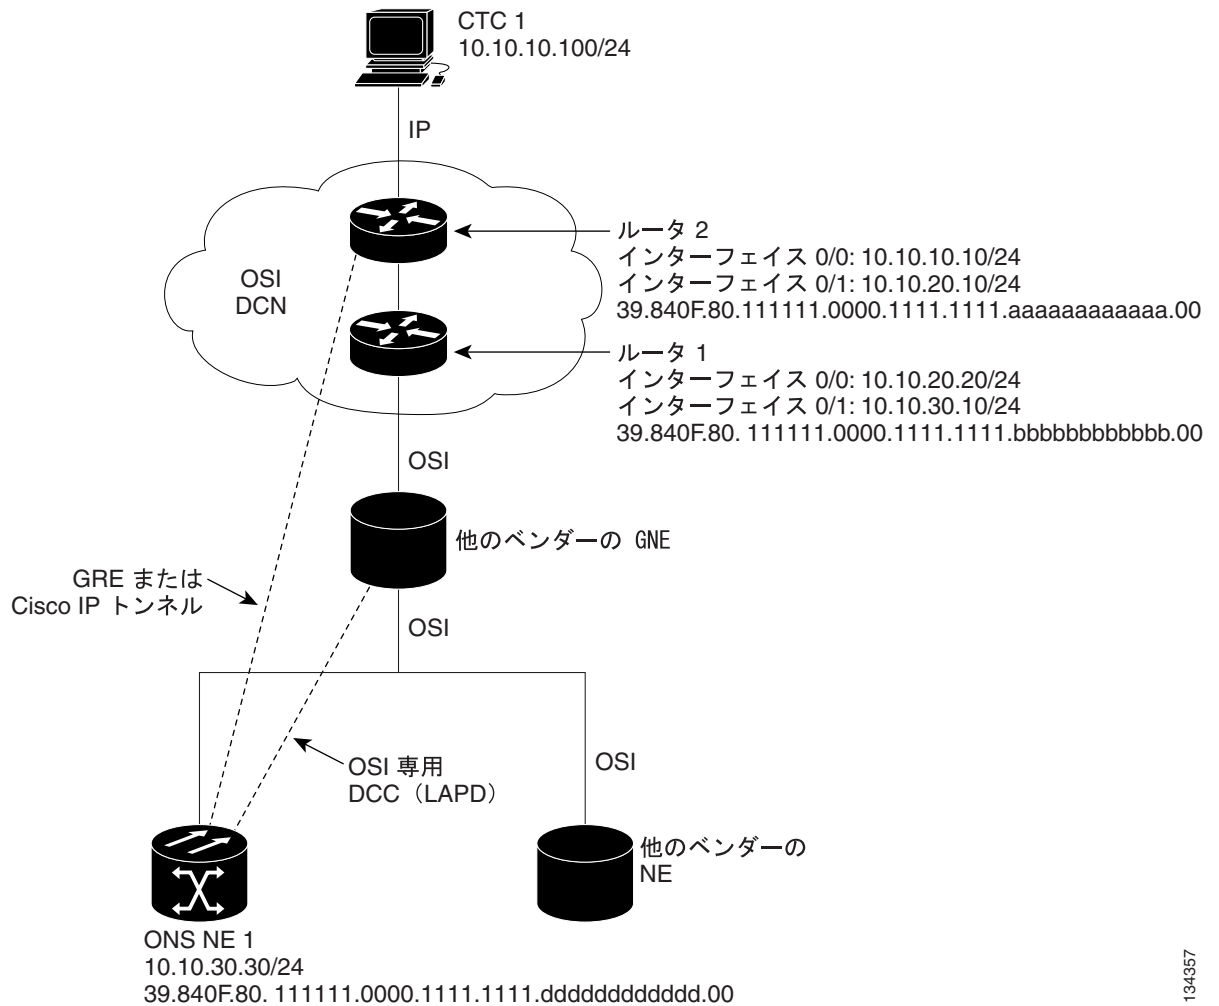 CTC 1
10.10.10.100/24
IP
OSI
DCN
ルータ 2
インターフェイス 0/0: 10.10.10.10/24
インターフェイス 0/1: 10.10.20.10/24
39.840F.80.111111.0000.1111.1111.aaaaaaaaaaaa.00
ルータ 1
インターフェイス 0/0: 10.10.20.20/24
インターフェイス 0/1: 10.10.30.10/24
39.840F.80. 111111.0000.1111.1111.bbbbbbbbbbbb.00
OSI
他のベンダーの GNE
GRE または
Cisco IP トンネル
OSI
OSI 専用
DCC（LAPD）
OSI
他のベンダーの
NE
ONS NE 1
10.10.30.30/24
39.840F.80. 111111.0000.1111.1111.dddddddddddd.00
134357